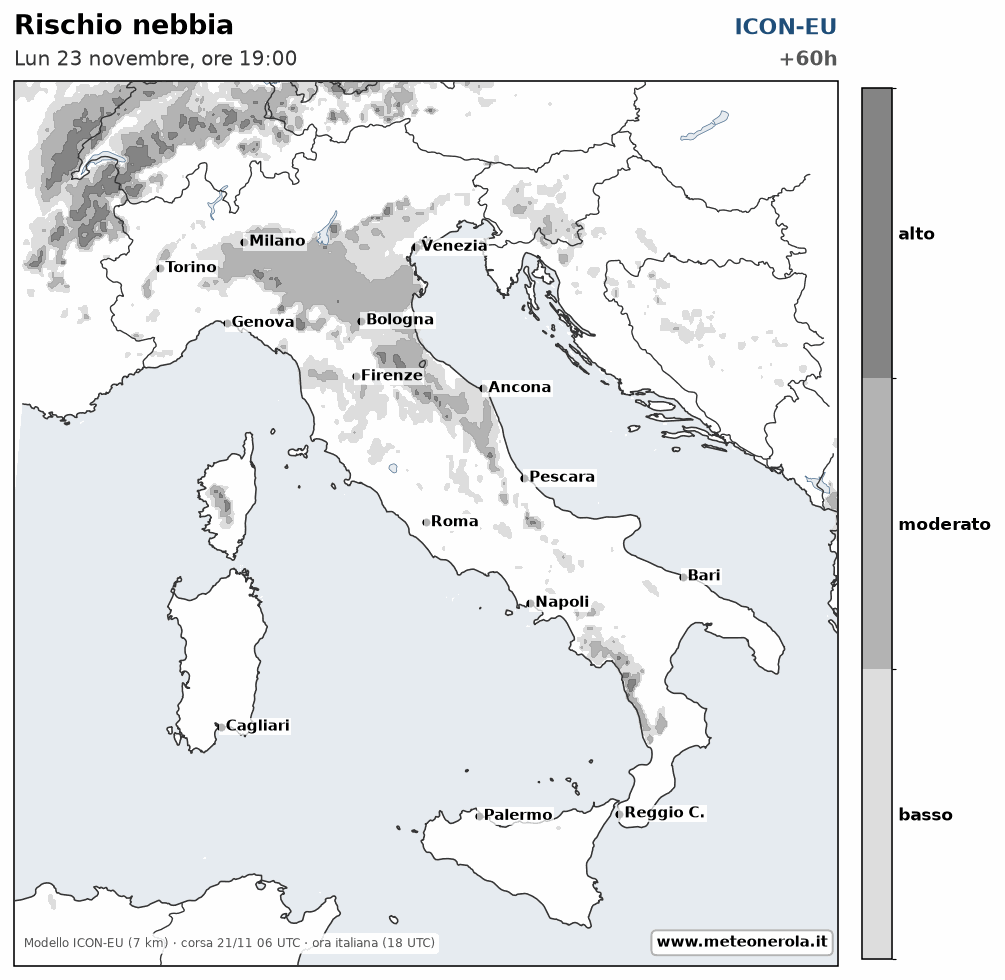 Rischio nebbia
ICON-EU
Lun 23 novembre, ore 19:00
+60h
alto
Milano
Venezia
Torino
Genova
Bologna
Firenze
Ancona
Pescara
Roma
moderato
Bari
Napoli
Cagliari
Palermo
Reggio C.
basso
Modello ICON-EU (7 km) · corsa 21/11 06 UTC · ora italiana (18 UTC)
www.meteonerola.it